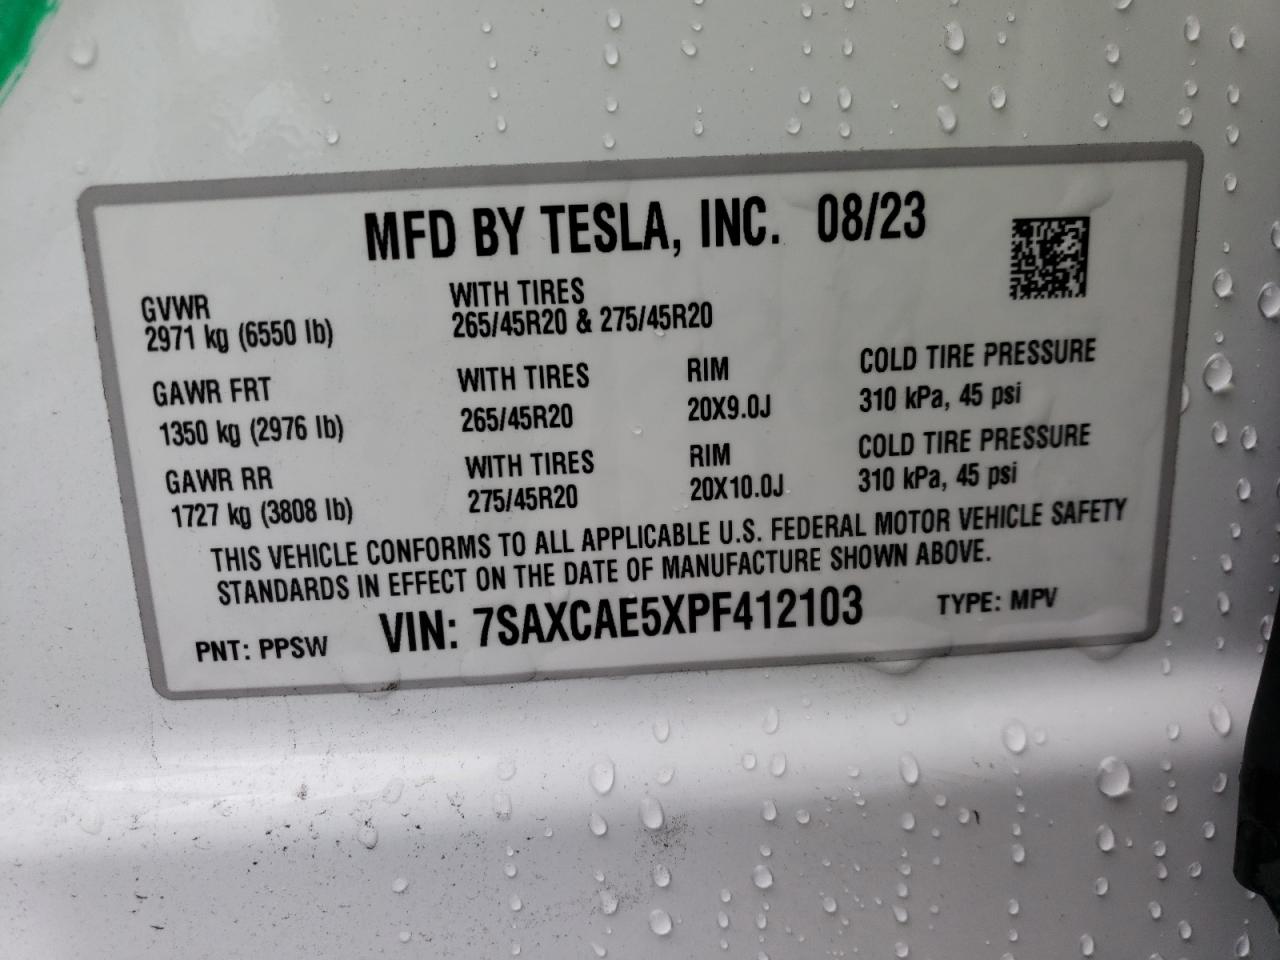 MFD BY TESLA, INC. 08/23
GVWR
2971 kg (6550 lb)
WITH TIRES
265/45R20 & 275/45R20
GAWR FRT
1350 kg (2976 lb)
WITH TIRES
265/45R20
RIM
20X9.0J
COLD TIRE PRESSURE
310 kPa, 45 psi
GAWR RR
1727 kg (3808 lb)
WITH TIRES
275/45R20
RIM
20X10.0J
COLD TIRE PRESSURE
310 kPa, 45 psi
THIS VEHICLE CONFORMS TO ALL APPLICABLE U.S. FEDERAL MOTOR VEHICLE SAFETY
STANDARDS IN EFFECT ON THE DATE OF MANUFACTURE SHOWN ABOVE.
PNT: PPSW
VIN: 7SAXCAE5XPF412103
TYPE: MPV